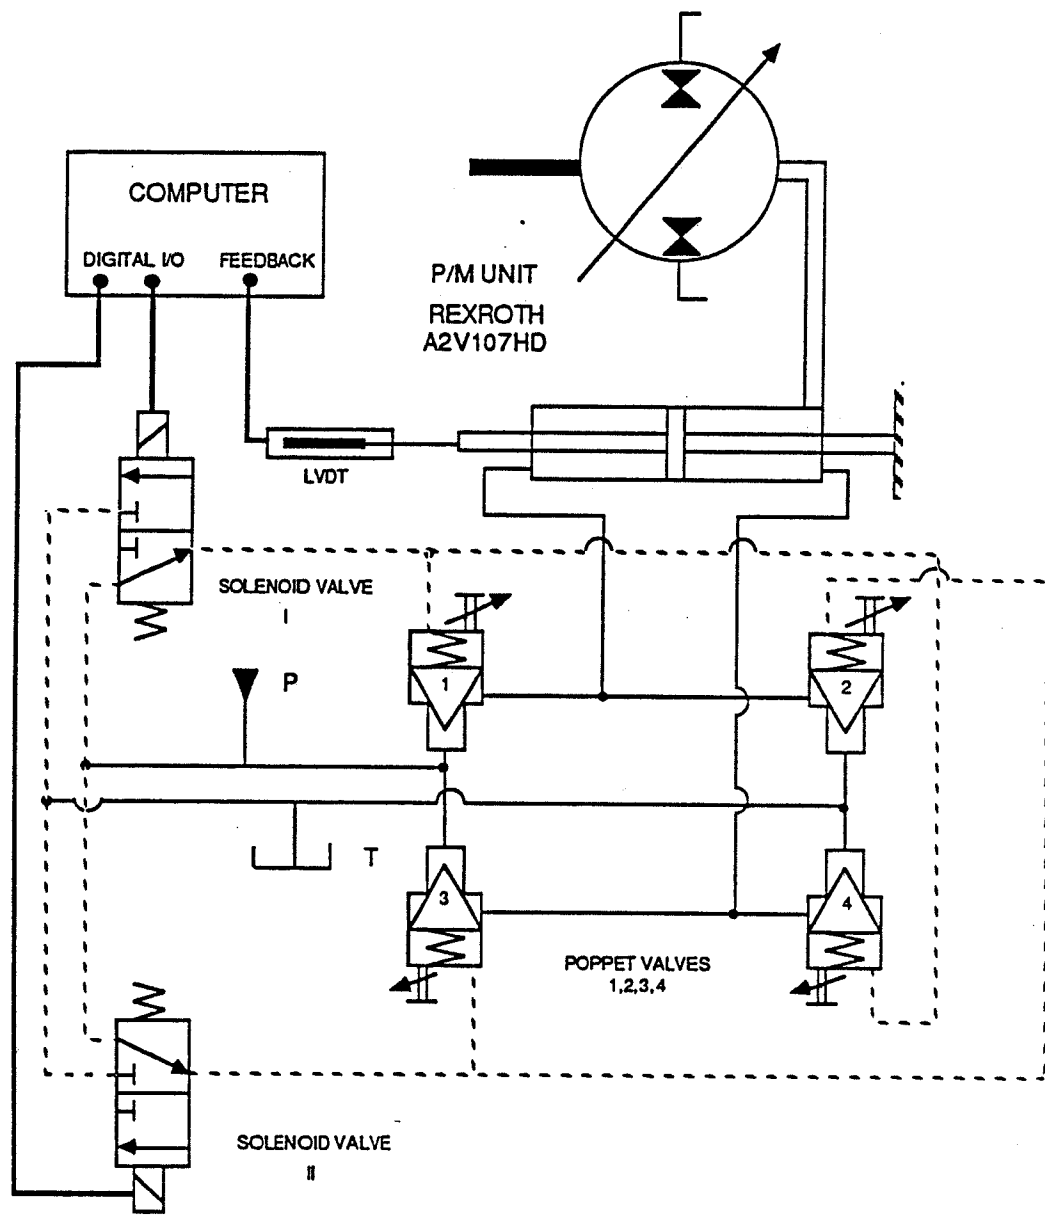 COMPUTER
DIGITAL I/O
FEEDBACK
P/M UNIT
REXROTH
A2V107HD
LVDT
SOLENOID VALVE
I
P
1
2
T
3
4
POPPET VALVES
1,2,3,4
SOLENOID VALVE
II